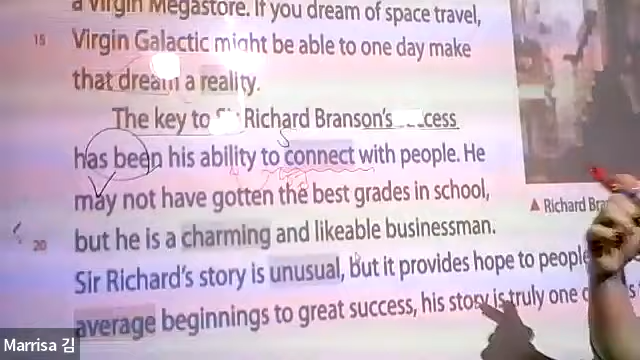 a Virgin Megastore. If you dream of space travel,
15 Virgin Galactic might be able to one day make
that dream a reality.
The key to Sir Richard Branson's
has been his ability to connect with people. He
may not have gotten the best grades in school,
▲ Richard
20 but he is a charming and likeable businessman.
Sir Richard's story is unusual, but it provides hope to people
average beginnings to great success, his story is truly one
Marrisa 김